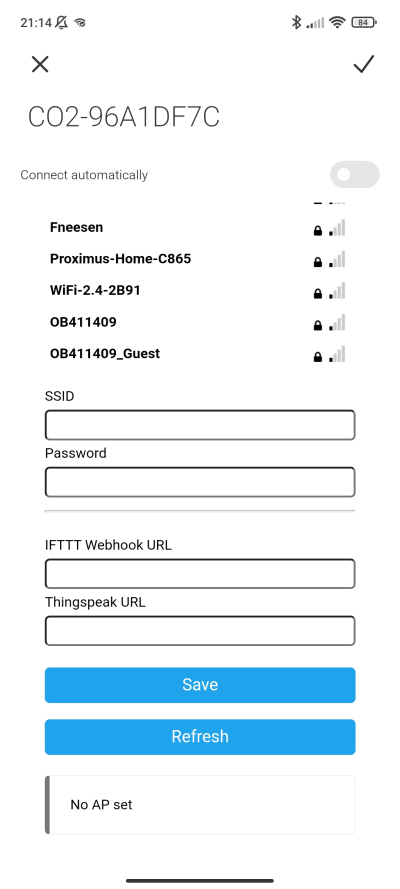 21:14
84
CO2-96A1DF7C
Connect automatically
Fneesen
Proximus-Home-C865
WiFi-2.4-2B91
OB411409
OB411409_Guest
SSID
Password
IFTTT Webhook URL
Thingspeak URL
Save
Refresh
No AP set